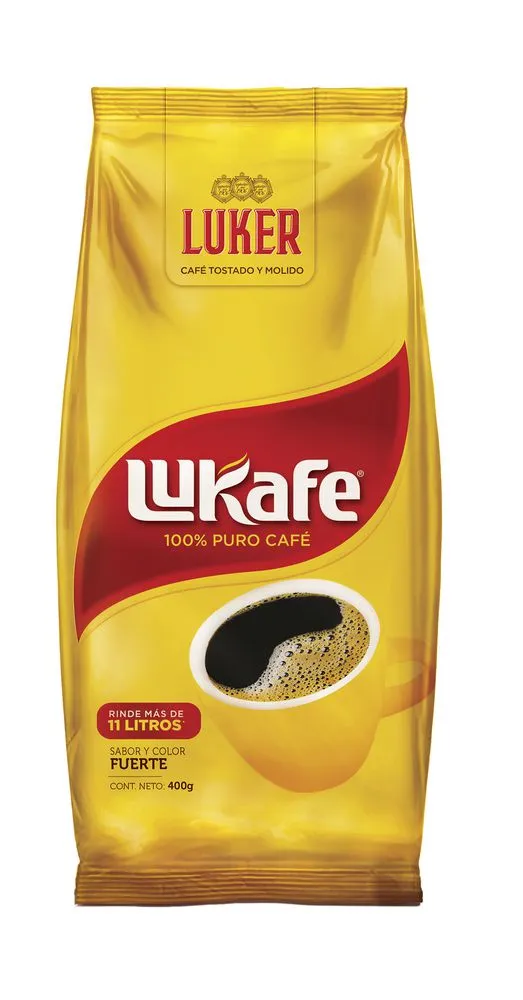 LUKER
CAFÉ TOSTADO Y MOLIDO
LUKafe®
100% PURO CAFÉ
RINDE MÁS DE
11 LITROS*
SABOR Y COLOR
FUERTE
CONT. NETO: 400g